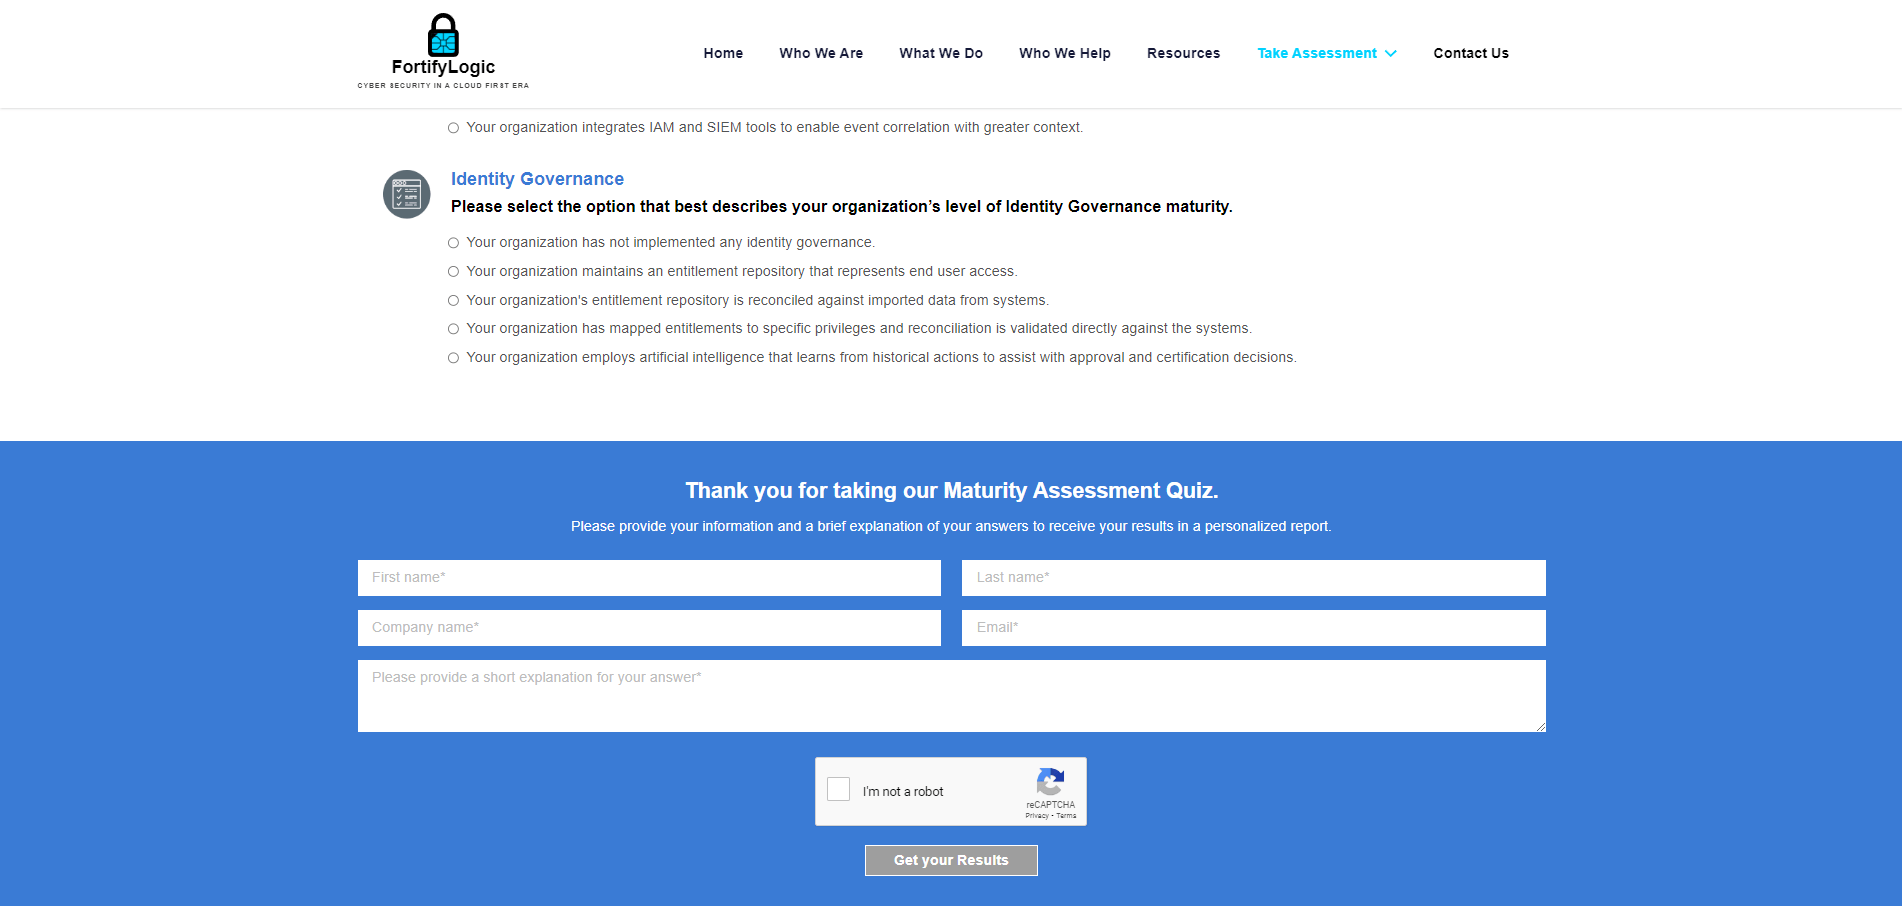 FortifyLogic
CYBER SECURITY IN A CLOUD FIRST ERA
Home Who We Are What We Do Who We Help Resources Take Assessment Contact Us
Your organization integrates IAM and SIEM tools to enable event correlation with greater context.
Identity Governance
Please select the option that best describes your organization’s level of Identity Governance maturity.
Your organization has not implemented any identity governance.
Your organization maintains an entitlement repository that represents end user access.
Your organization's entitlement repository is reconciled against imported data from systems.
Your organization has mapped entitlements to specific privileges and reconciliation is validated directly against the systems.
Your organization employs artificial intelligence that learns from historical actions to assist with approval and certification decisions.
Thank you for taking our Maturity Assessment Quiz.
Please provide your information and a brief explanation of your answers to receive your results in a personalized report.
First name* Last name*
Company name* Email*
Please provide a short explanation for your answer*
I'm not a robot
reCAPTCHA
Privacy - Terms
Get your Results